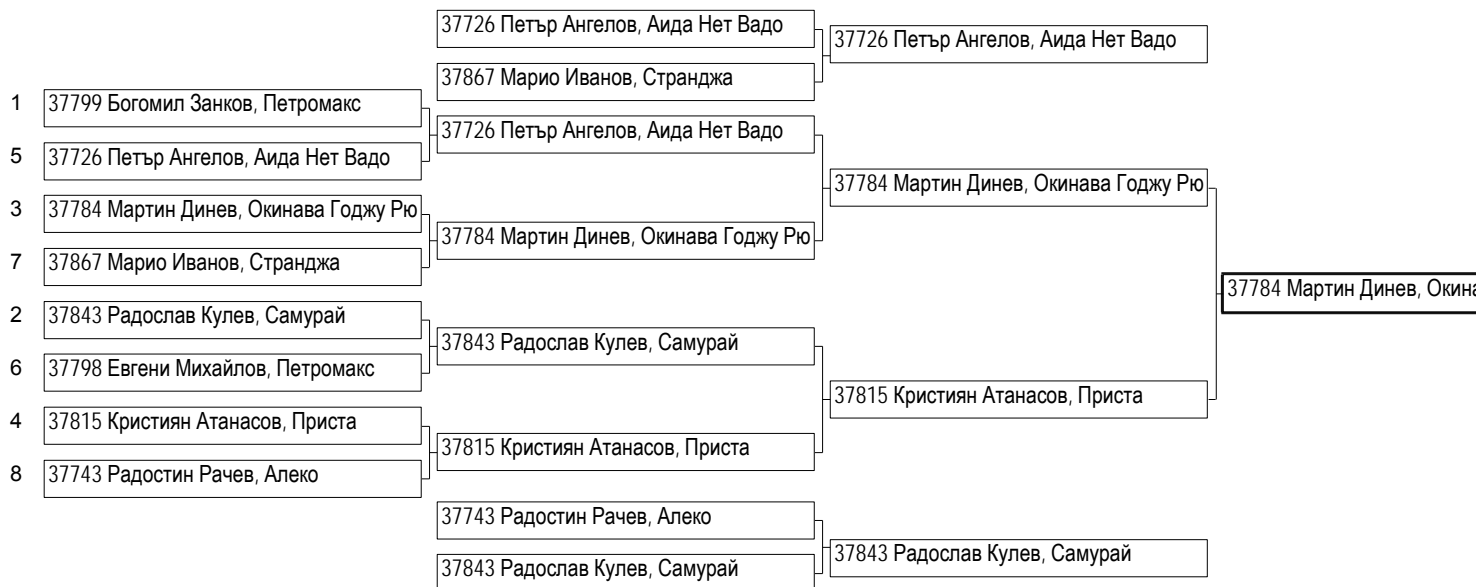 37726 Петър Ангелов, Аида Нет Вадо
37726 Петър Ангелов, Аида Нет Вадо
37867 Марио Иванов, Странджа
1 37799 Богомил Занков, Петромакс
37726 Петър Ангелов, Аида Нет Вадо
5 37726 Петър Ангелов, Аида Нет Вадо
37784 Мартин Динев, Окинава Годжу Рю
3 37784 Мартин Динев, Окинава Годжу Рю
37784 Мартин Динев, Окинава Годжу Рю
7 37867 Марио Иванов, Странджа
37784 Мартин Динев, Окина
2 37843 Радослав Кулев, Самурай
37843 Радослав Кулев, Самурай
6 37798 Евгени Михайлов, Петромакс
37815 Кристиян Атанасов, Приста
4 37815 Кристиян Атанасов, Приста
37815 Кристиян Атанасов, Приста
8 37743 Радостин Рачев, Алеко
37743 Радостин Рачев, Алеко
37843 Радослав Кулев, Самурай
37843 Радослав Кулев, Самурай